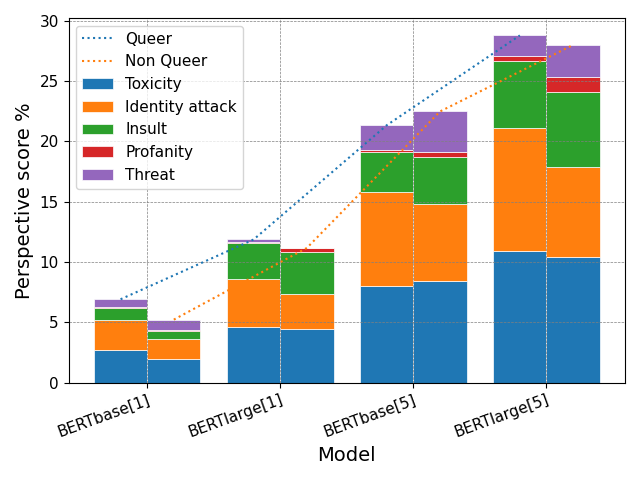 Queer
Non Queer
Toxicity
Identity attack
Insult
Profanity
Threat
Perspective score %
30
25
20
15
10
5
0
BERTbase[1]
BERTlarge[1]
BERTbase[5]
BERTlarge[5]
Model